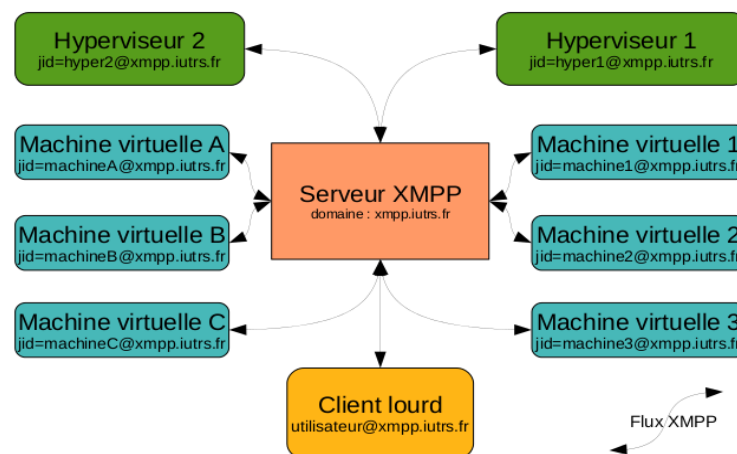 Hyperviseur 2
jid=hyper2@xmpp.iutrs.fr
Hyperviseur 1
jid=hyper1@xmpp.iutrs.fr
Machine virtuelle A
jid=machineA@xmpp.iutrs.fr
Machine virtuelle 1
jid=machine1@xmpp.iutrs.fr
Serveur XMPP
domaine : xmpp.iutrs.fr
Machine virtuelle B
jid=machineB@xmpp.iutrs.fr
Machine virtuelle 2
jid=machine2@xmpp.iutrs.fr
Machine virtuelle C
jid=machineC@xmpp.iutrs.fr
Machine virtuelle 3
jid=machine3@xmpp.iutrs.fr
Client lourd
utilisateur@xmpp.iutrs.fr
Flux XMPP